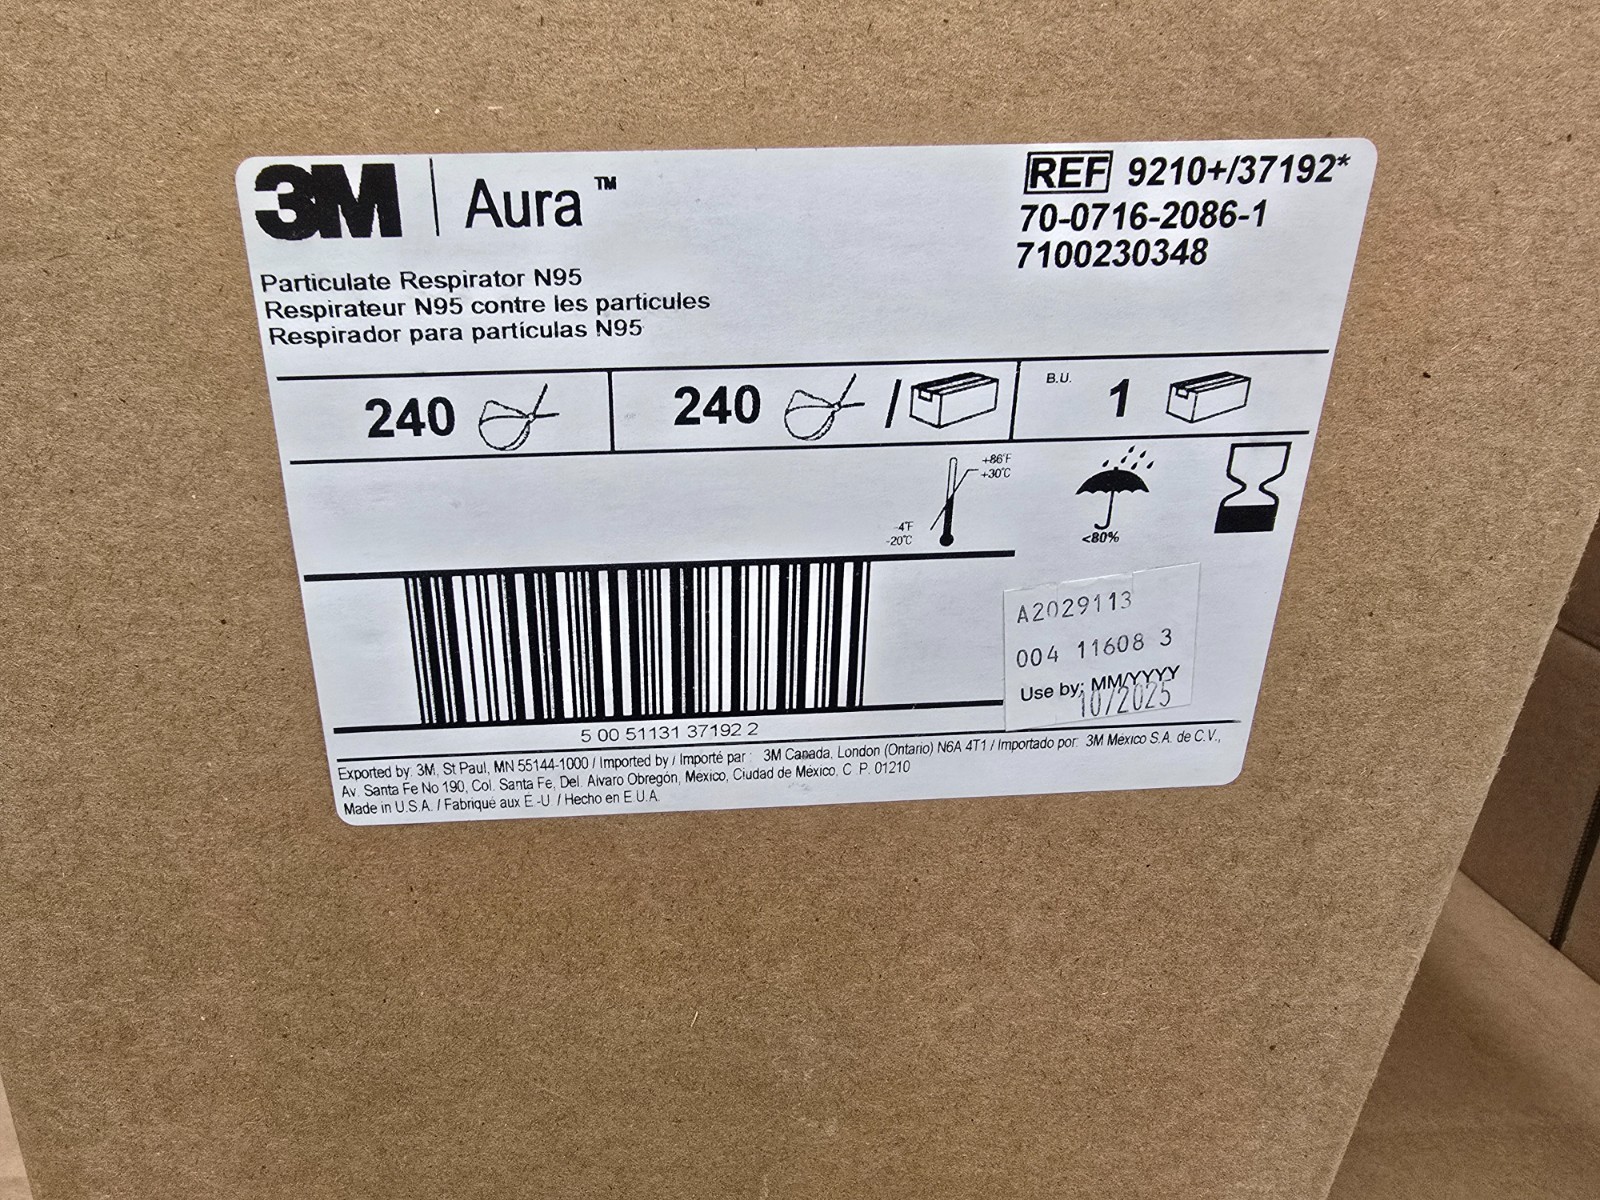 3M Aura™
REF 9210+/37192*
70-0716-2086-1
7100230348
Particulate Respirator N95
Respirateur N95 contre les particules
Respirador para partículas N95
240 240 / B.U. 1
+86°F
+30°C
-4°F
-20°C
<80%
A2029113
004 11608 3
Use by: MM/YYYY
10/2025
5 00 51131 37192 2
Exported by: 3M, St Paul, MN 55144-1000 / Imported by / Importé par : 3M Canada, London (Ontario) N6A 4T1 / Importado por: 3M México S.A. de C.V.,
Av. Santa Fe No 190, Col. Santa Fe, Del. Alvaro Obregón, México, Ciudad de México, C.P. 01210
Made in U.S.A. / Fabriqué aux É.-U. / Hecho en E.U.A.